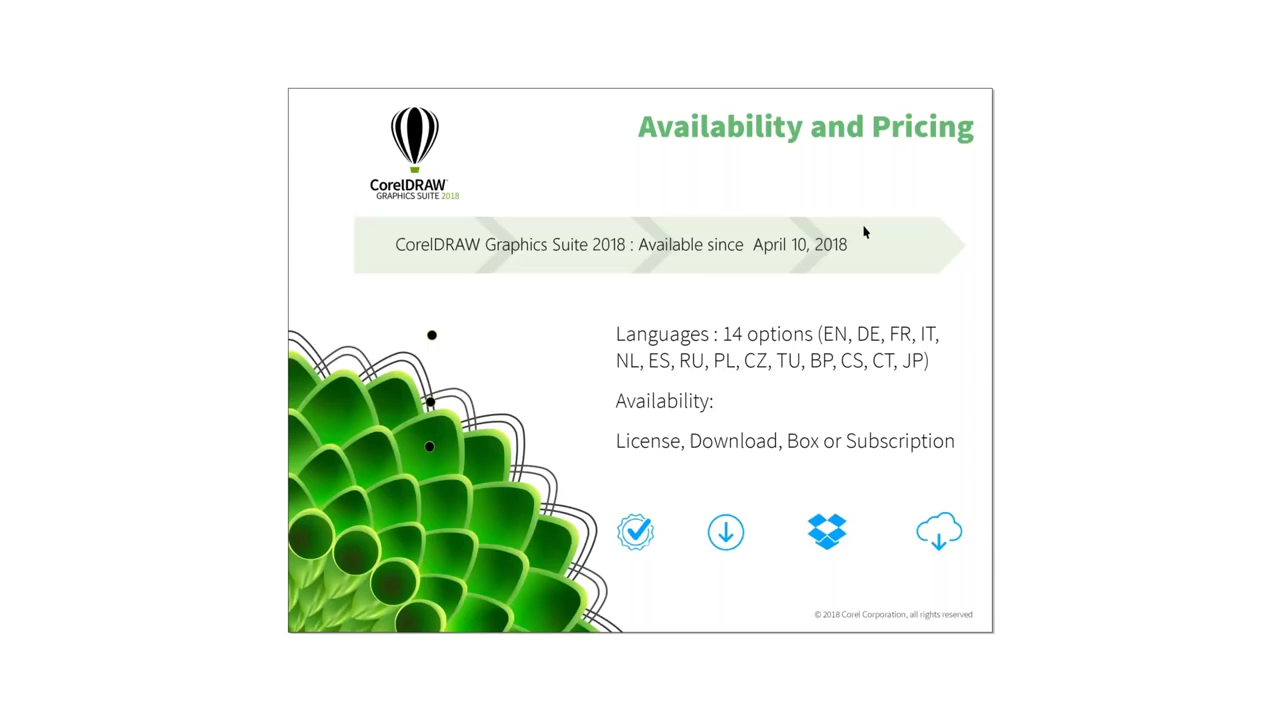 Availability and Pricing
CorelDRAW
GRAPHICS SUITE 2018
CorelDRAW Graphics Suite 2018 : Available since April 10, 2018
Languages : 14 options (EN, DE, FR, IT,
NL, ES, RU, PL, CZ, TU, BP, CS, CT, JP)
Availability:
License, Download, Box or Subscription
© 2018 Corel Corporation, all rights reserved